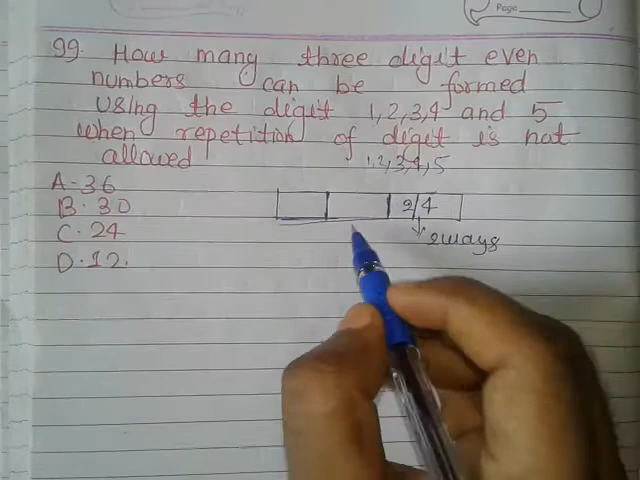 Page
99. How many three digit even
numbers can be formed
using the digit 1,2,3,4 and 5
when repetition of digit is not
allowed
1,2,3,4,5
A-36
B. 30
C. 24
D. 12.
2/4
2ways